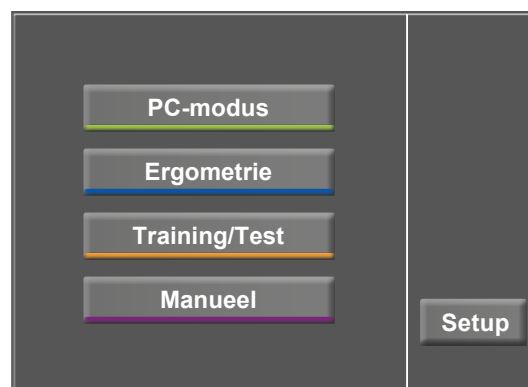 PC-modus
Ergometrie
Training/Test
Manueel
Setup